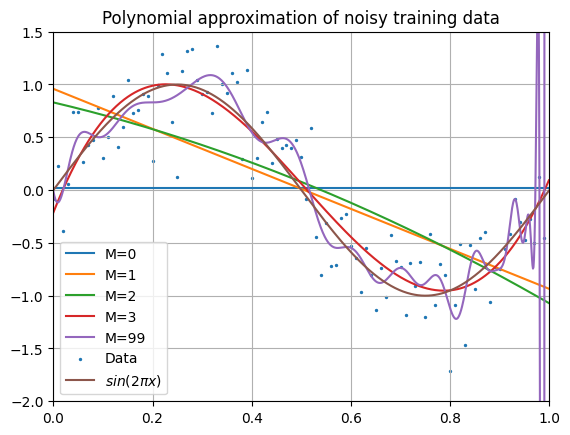 Polynomial approximation of noisy training data
1.5
1.0
0.5
0.0
−0.5
−1.0
−1.5
−2.0
M=0
M=1
M=2
M=3
M=99
Data
sin(2πx)
0.0 0.2 0.4 0.6 0.8 1.0